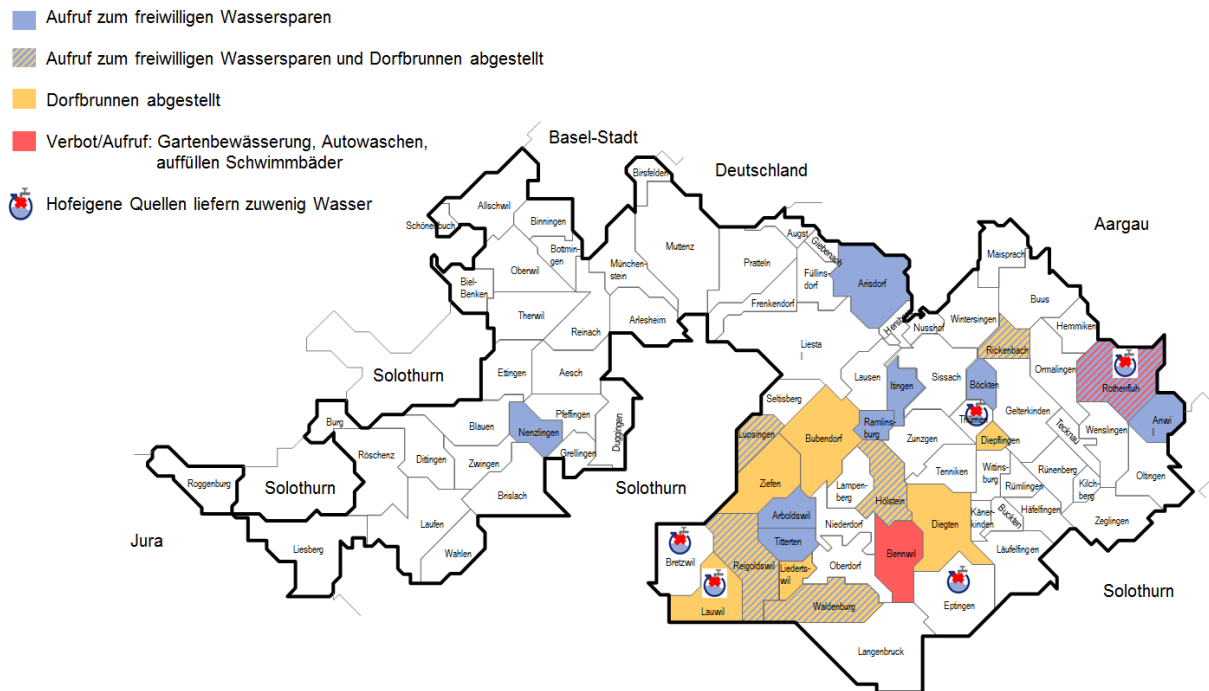 Aufruf zum freiwilligen Wassersparen
Aufruf zum freiwilligen Wassersparen und Dorfbrunnen abgestellt
Dorfbrunnen abgestellt
Verbot/Aufruf: Gartenbewässerung, Autowaschen,
auffüllen Schwimmbäder
Hofeigene Quellen liefern zuwenig Wasser
Basel-Stadt
Deutschland
Aargau
Solothurn
Solothurn
Solothurn
Solothurn
Jura
Birsfelden
Allschwil
Schönenbuch
Binningen
Bottmin-
gen
Oberwil
Biel-
Benken
Therwil
Reinach
München-
stein
Arlesheim
Muttenz
Pratteln
Augst
Giebenach
Füllins-
dorf
Frenkendorf
Arisdorf
Hersberg
Nusshof
Wintersingen
Maisprach
Buus
Hemmiken
Rickenbach
Ormalingen
Rothenfluh
Anwi
l
Liesta
l
Lausen
Itingen
Sissach
Böckten
Thürnen
Gelterkinden
Tecknau
Wenslingen
Oltingen
Ettingen
Aesch
Pfeffingen
Duggingen
Grellingen
Nenzlingen
Blauen
Zwingen
Dittingen
Röschenz
Burg
Roggenburg
Liesberg
Laufen
Wahlen
Brislach
Seltisberg
Lupsingen
Bubendorf
Ramlins-
burg
Zunzgen
Diepflingen
Tenniken
Wittins-
burg
Rümlingen
Rünenberg
Kilch-
berg
Zeglingen
Häfelfingen
Buckten
Käner-
kinden
Läufelfingen
Ziefen
Lampen-
berg
Hölstein
Arboldswil
Niederdorf
Diegten
Titterten
Bennwil
Oberdorf
Bretzwil
Reigoldswil
Liederts-
wil
Lauwil
Waldenburg
Eptingen
Langenbruck